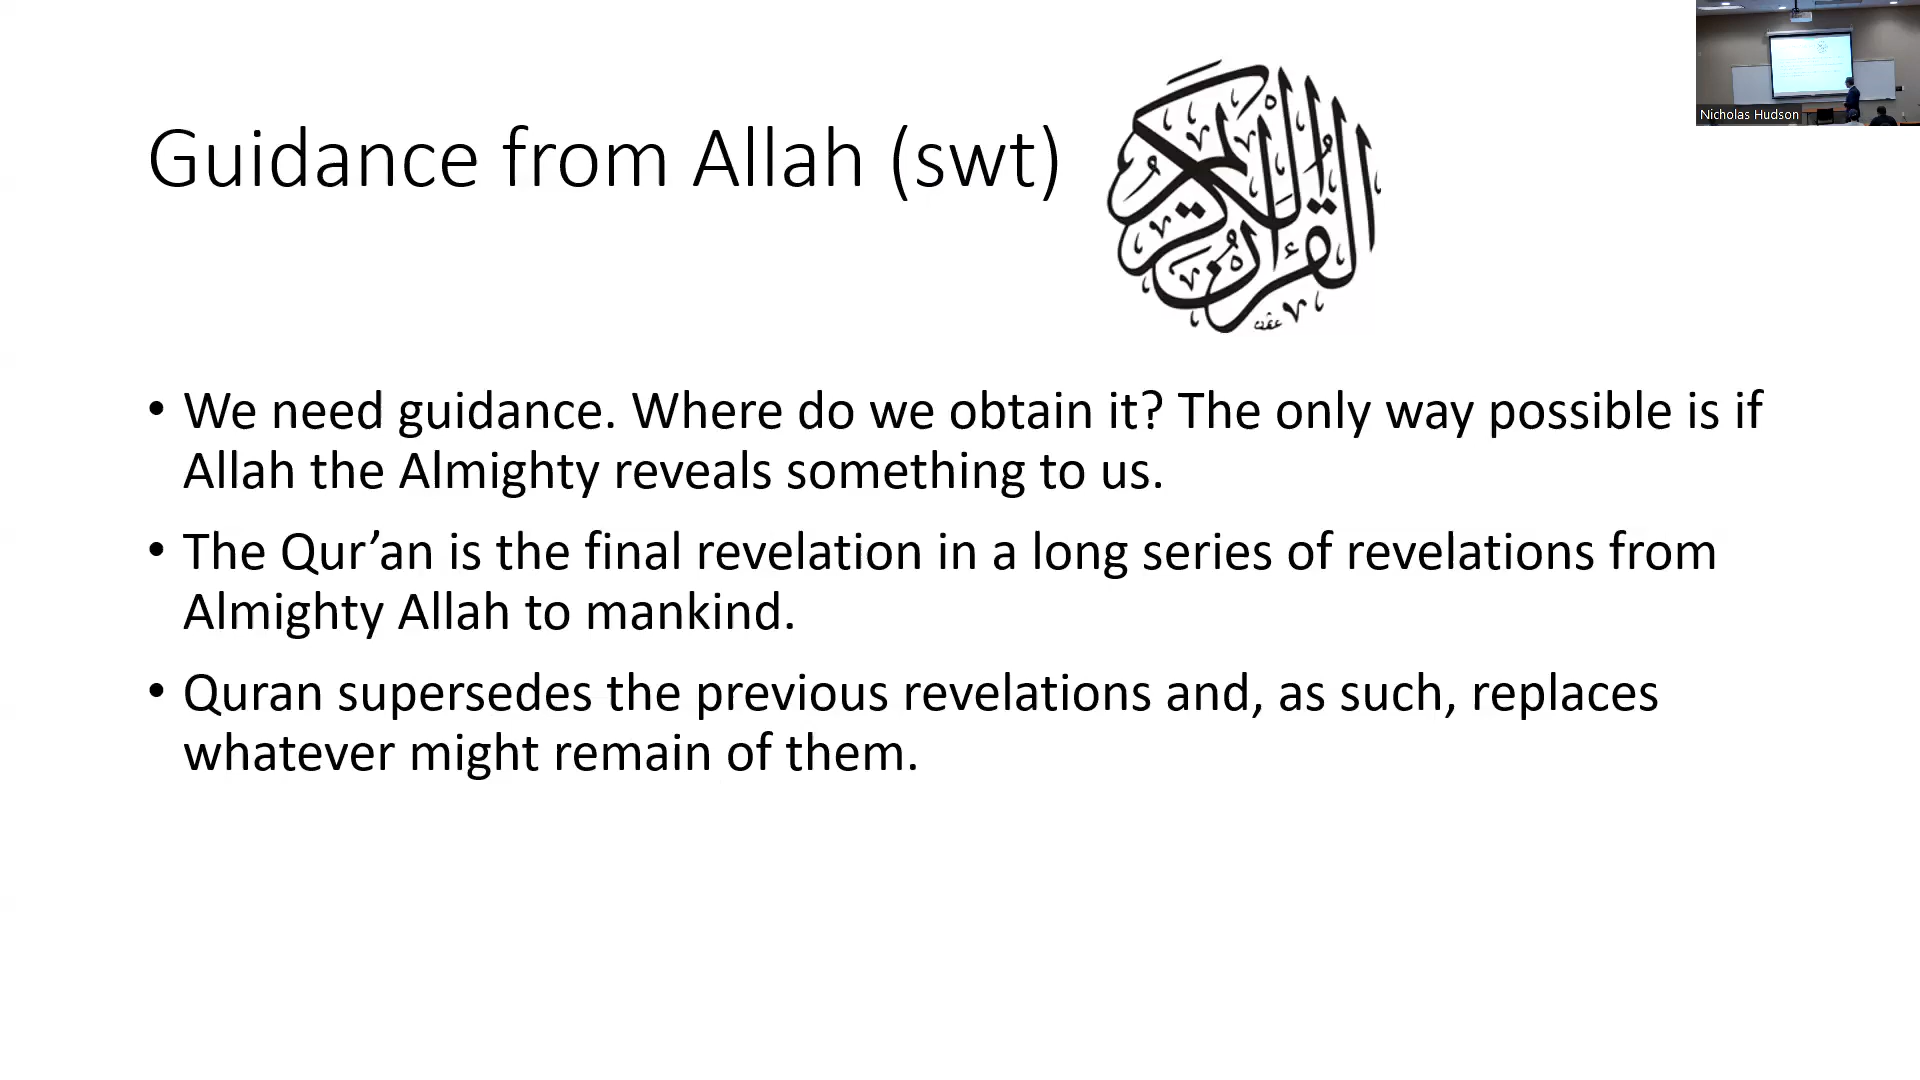 Nicholas Hudson
Guidance from Allah (swt)
القرآن الكريم
• We need guidance. Where do we obtain it? The only way possible is if
Allah the Almighty reveals something to us.
• The Qur’an is the final revelation in a long series of revelations from
Almighty Allah to mankind.
• Quran supersedes the previous revelations and, as such, replaces
whatever might remain of them.